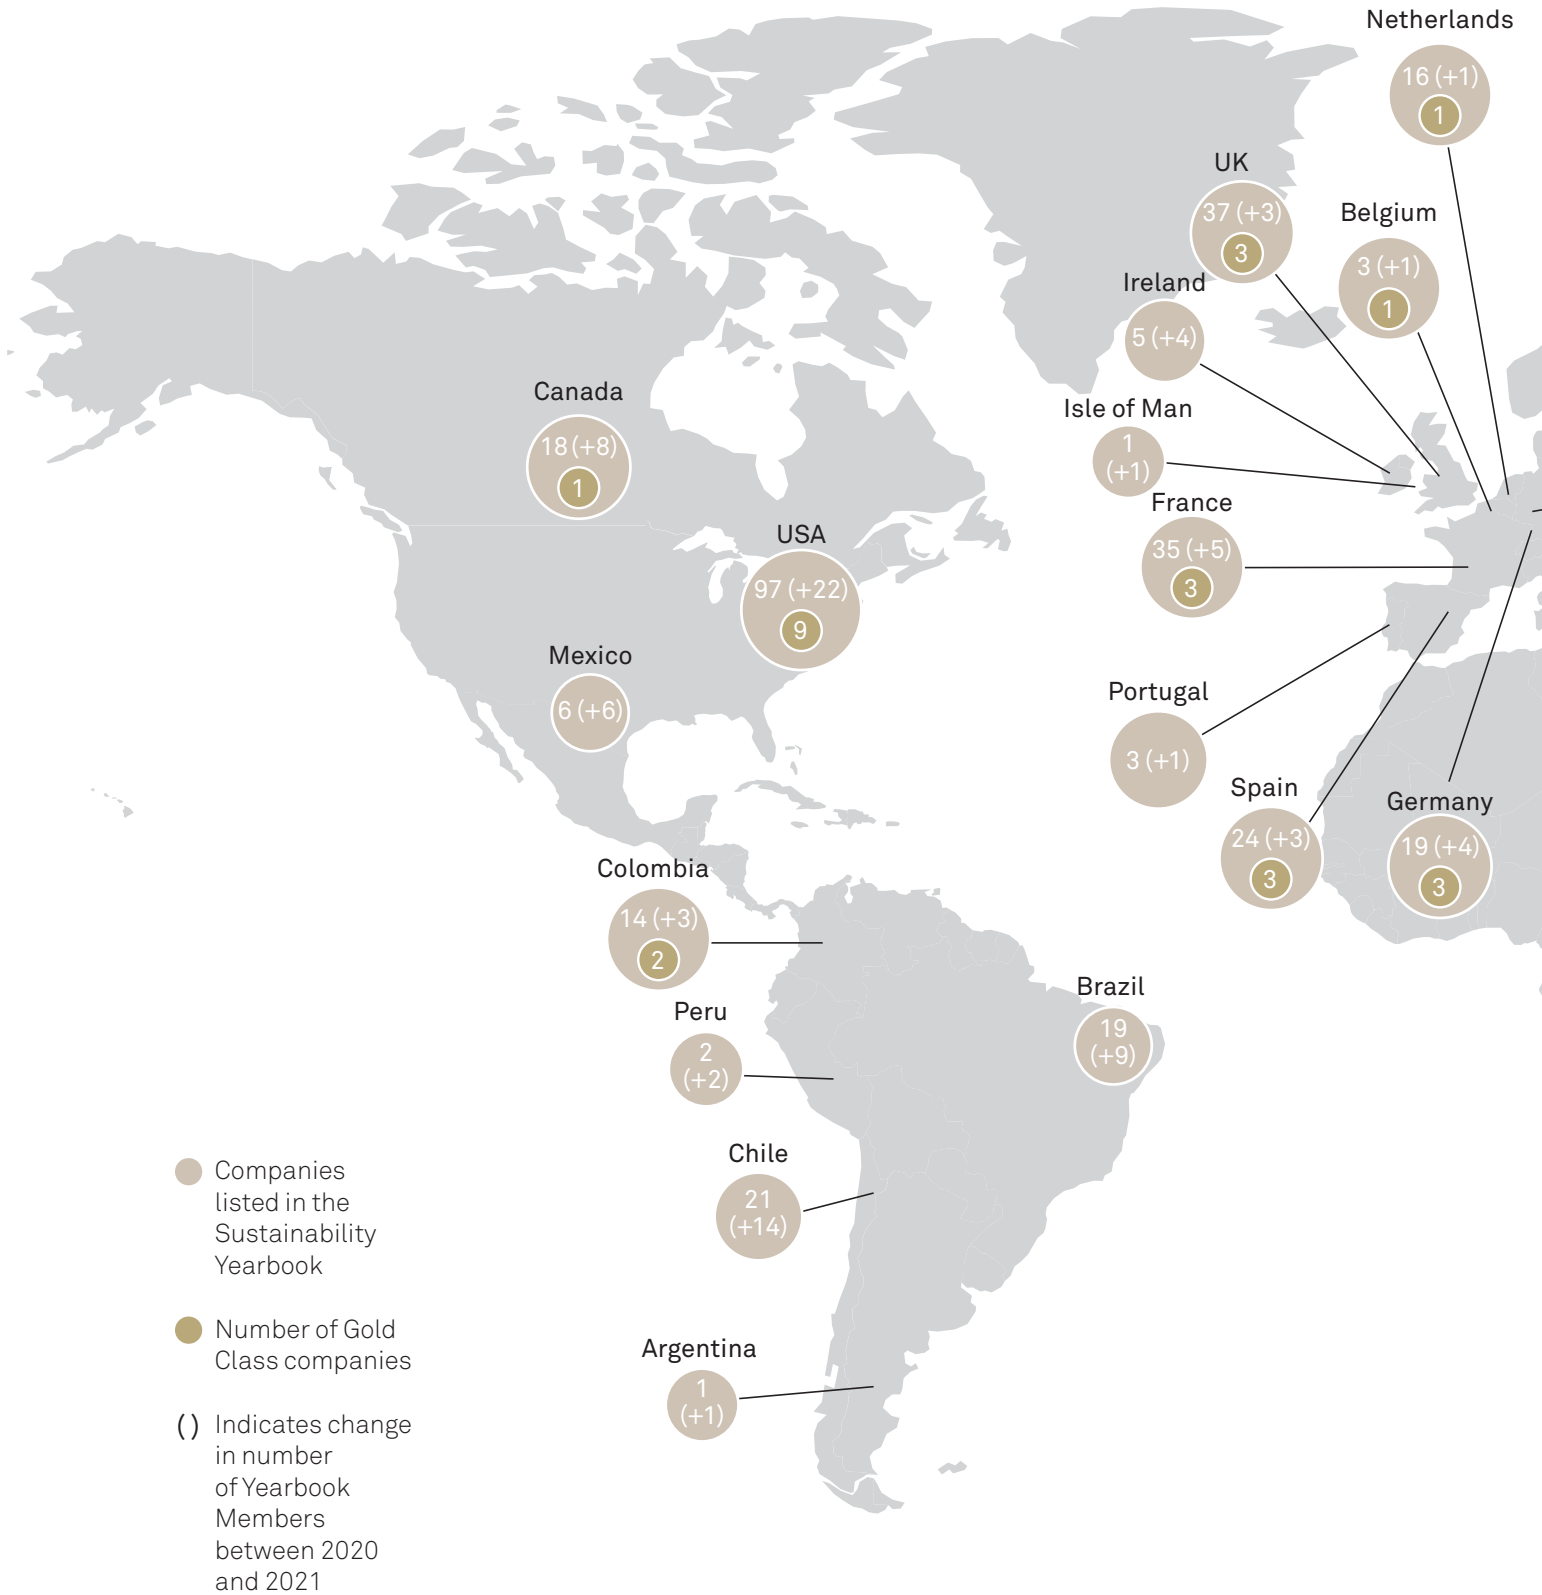 Netherlands
16 (+1)
1
UK
37 (+3)
3
Belgium
3 (+1)
1
Ireland
5 (+4)
Canada
18 (+8)
1
Isle of Man
1
(+1)
France
35 (+5)
3
USA
97 (+22)
9
Mexico
6 (+6)
Portugal
3 (+1)
Spain
24 (+3)
3
Germany
19 (+4)
3
Colombia
14 (+3)
2
Brazil
19
(+9)
Peru
2
(+2)
Chile
21
(+14)
Argentina
1
(+1)
Companies
listed in the
Sustainability
Yearbook
Number of Gold
Class companies
( ) Indicates change
in number
of Yearbook
Members
between 2020
and 2021